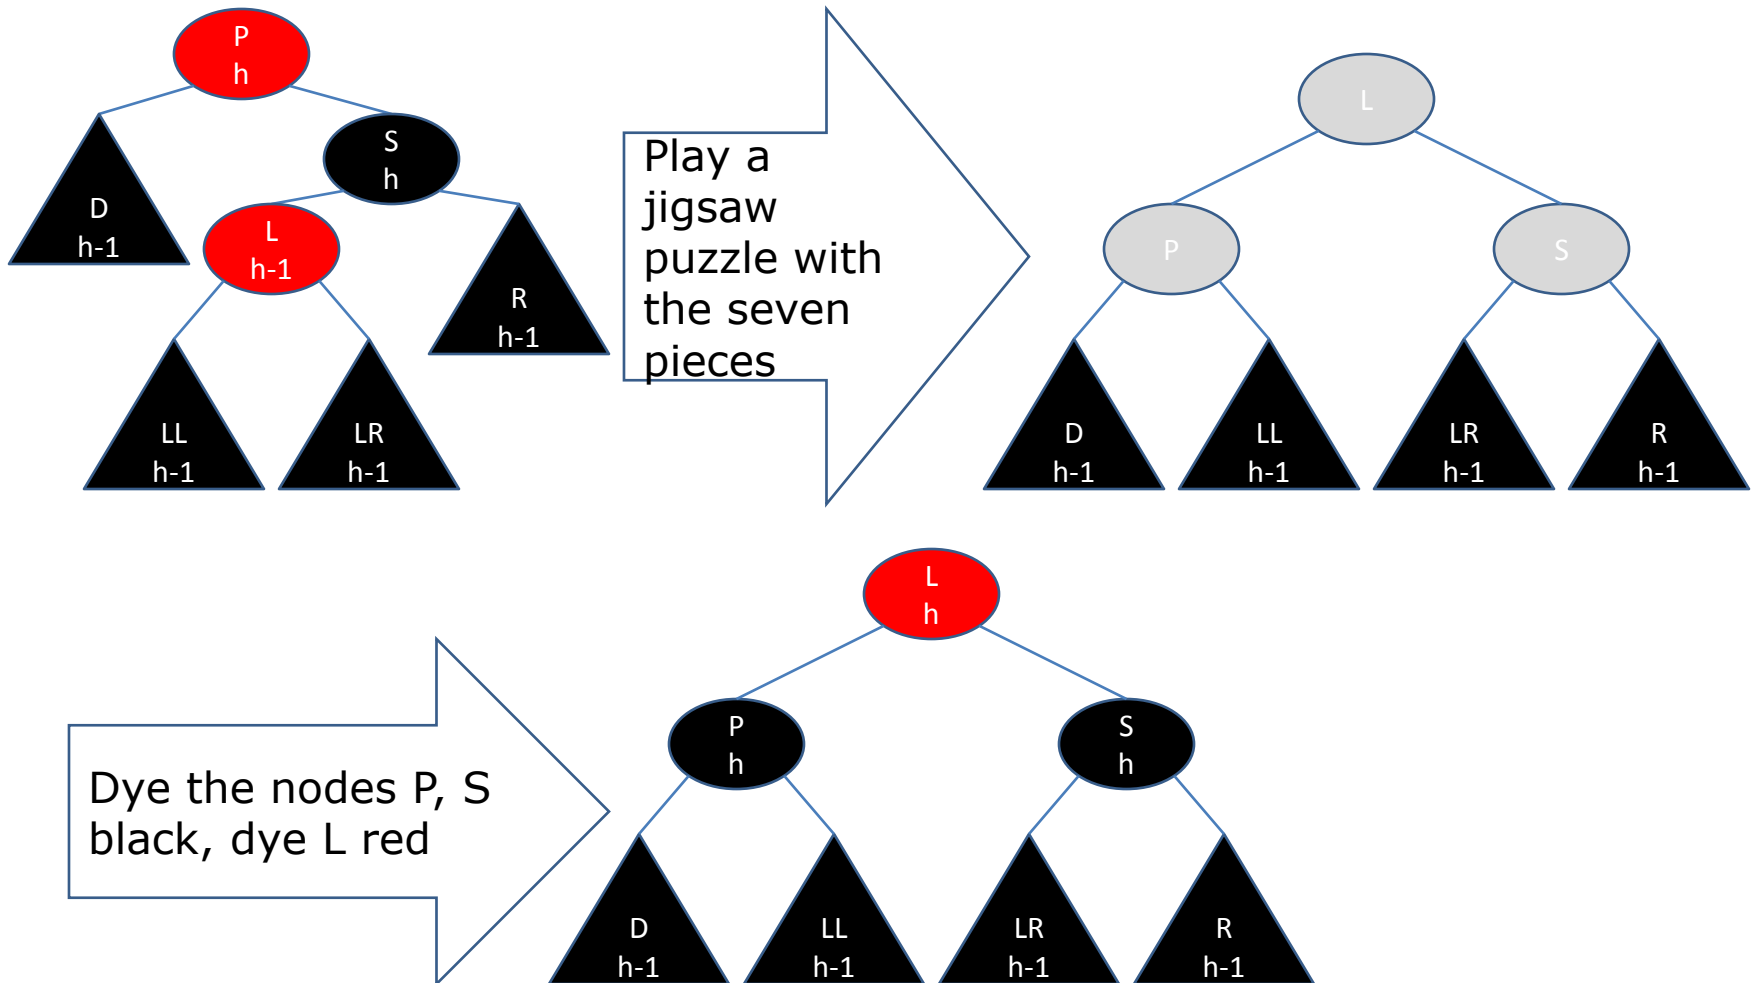 P
h
S
h
D
h-1
L
h-1
R
h-1
LL
h-1
LR
h-1
Play a
jigsaw
puzzle with
the seven
pieces
L
P
S
D
h-1
LL
h-1
LR
h-1
R
h-1
Dye the nodes P, S
black, dye L red
L
h
P
h
S
h
D
h-1
LL
h-1
LR
h-1
R
h-1